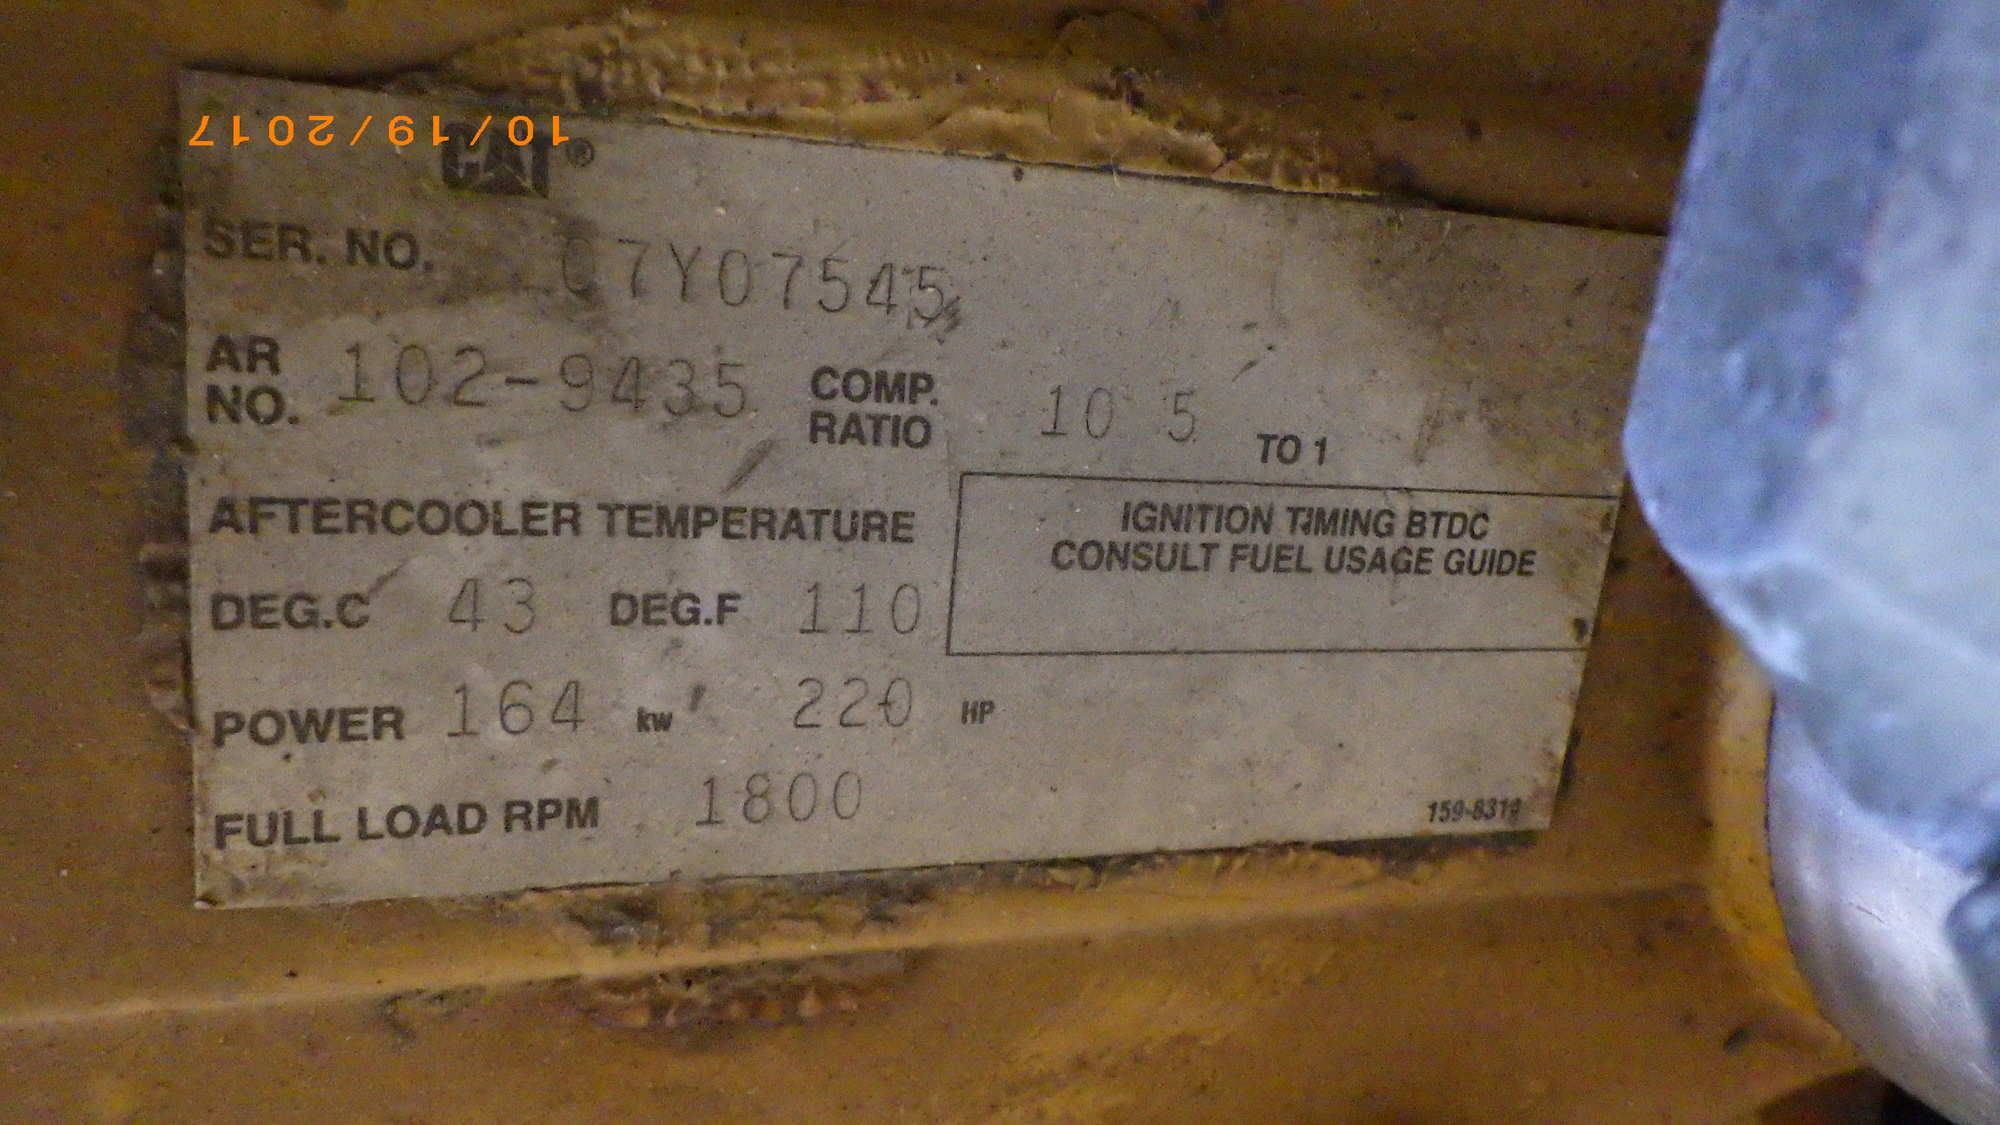 10/19/2017
CAT®
SER. NO. 07Y07545
AR NO. 102-9435 COMP. RATIO 10 5 TO 1
AFTERCOOLER TEMPERATURE
IGNITION TIMING BTDC
CONSULT FUEL USAGE GUIDE
DEG.C 43 DEG.F 110
POWER 164 kw 220 HP
FULL LOAD RPM 1800